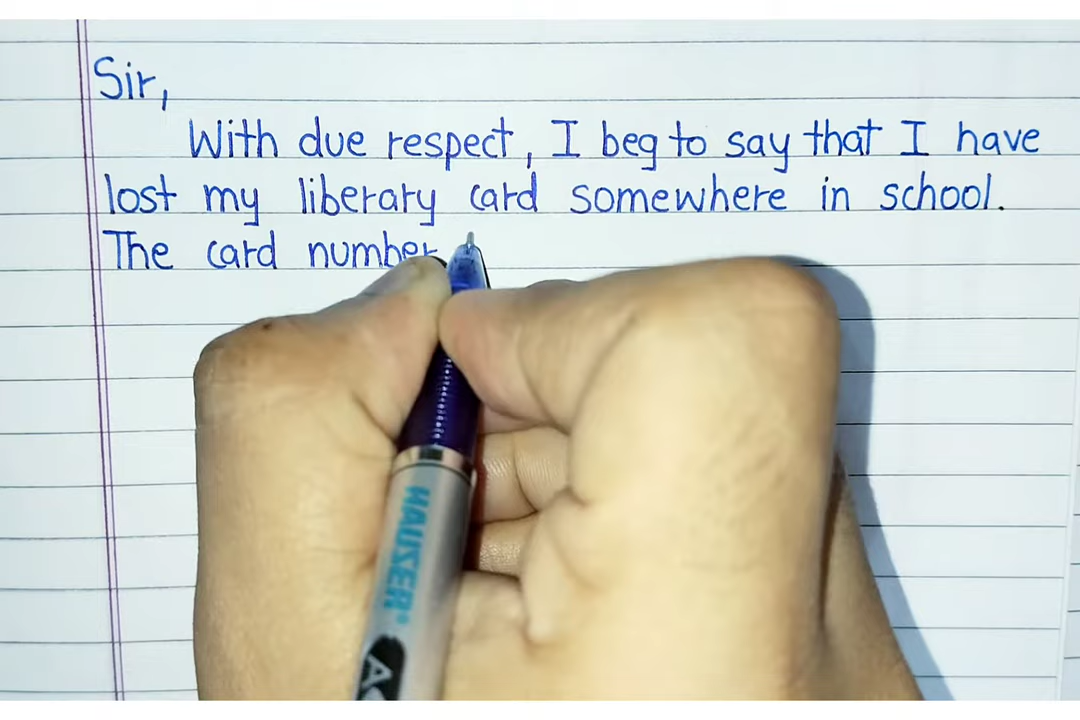 Sir,
With due respect, I beg to say that I have
lost my liberary card somewhere in school.
The card number
HAUSER